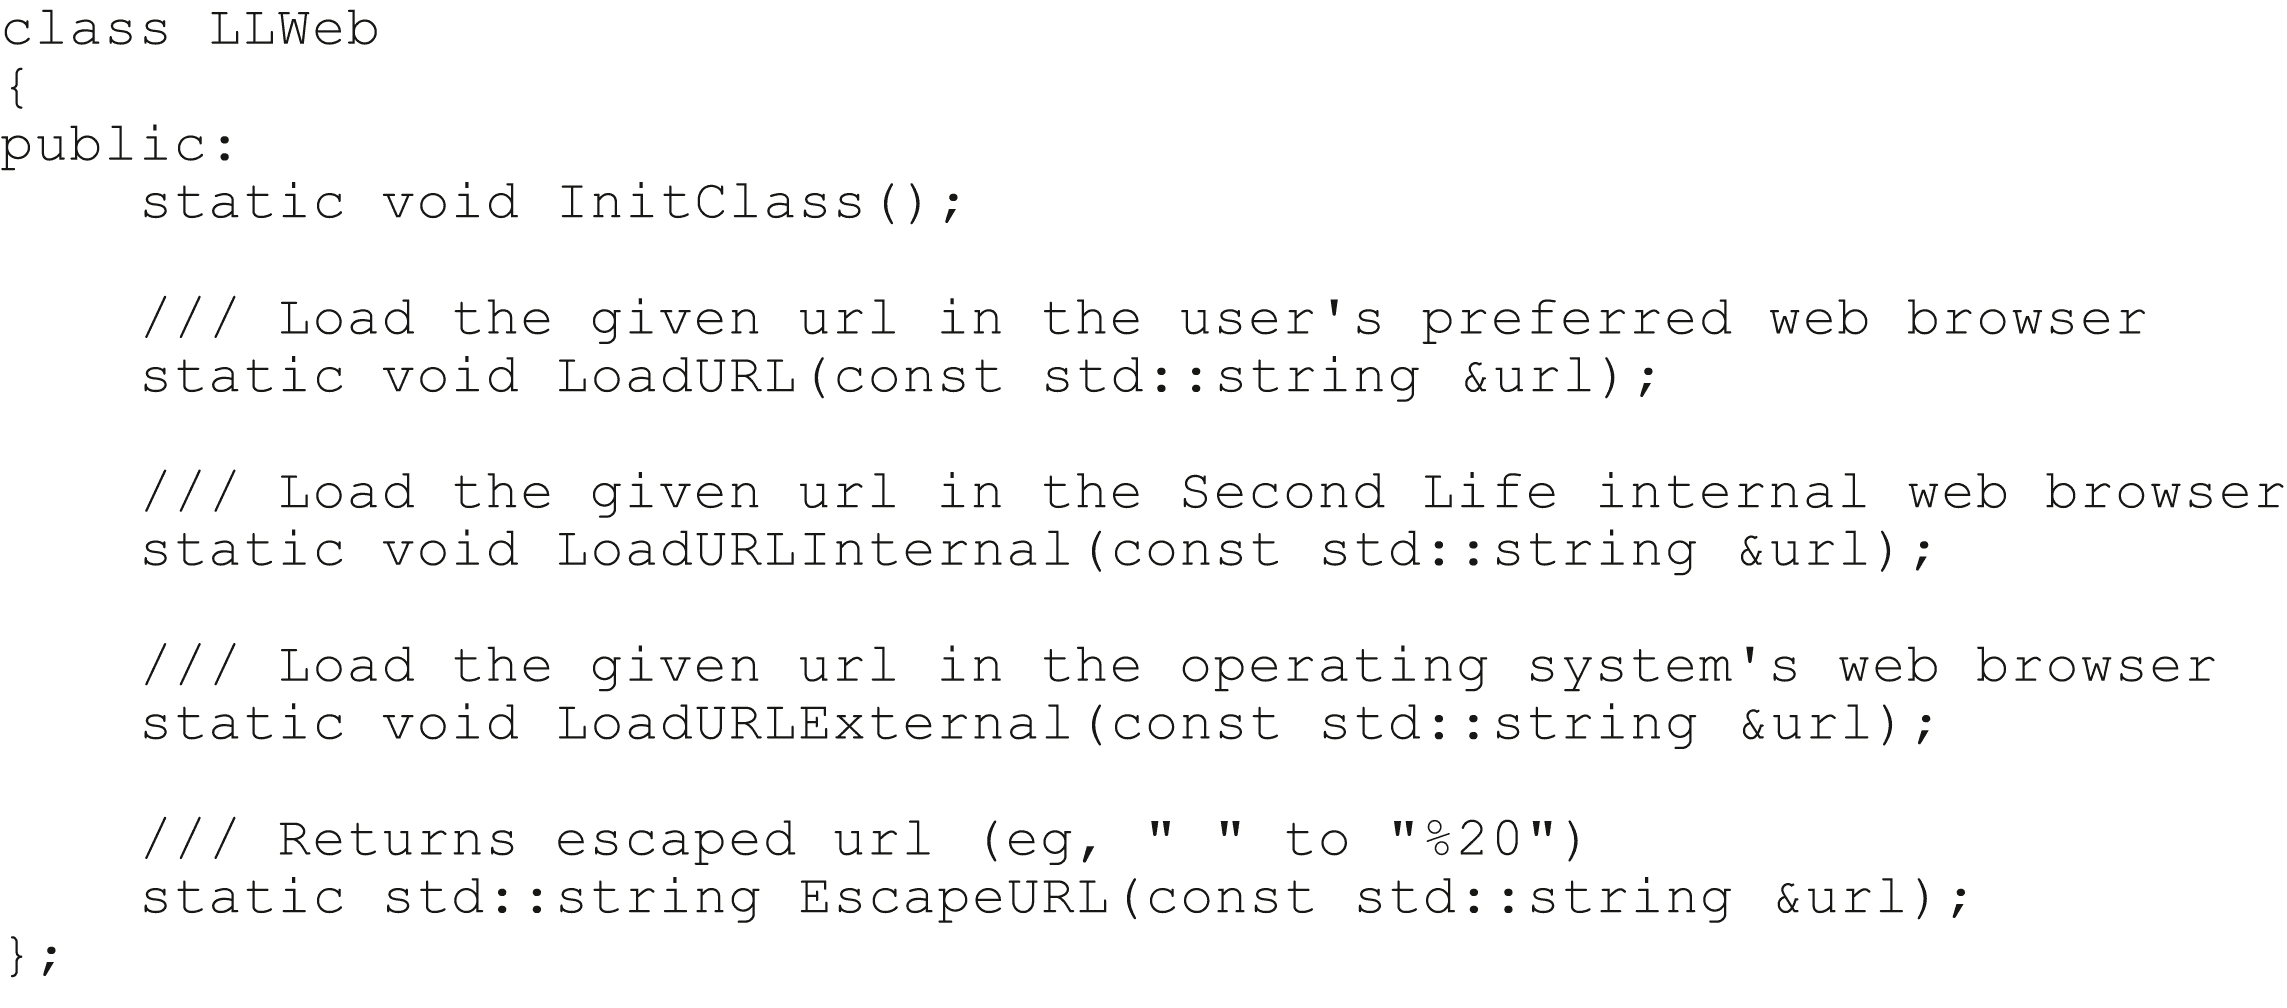 class LLWeb
{
public:
    static void InitClass();

    /// Load the given url in the user's preferred web browser
    static void LoadURL(const std::string &url);

    /// Load the given url in the Second Life internal web browser
    static void LoadURLInternal(const std::string &url);

    /// Load the given url in the operating system's web browser
    static void LoadURLExternal(const std::string &url);

    /// Returns escaped url (eg, " " to "%20")
    static std::string EscapeURL(const std::string &url);
};